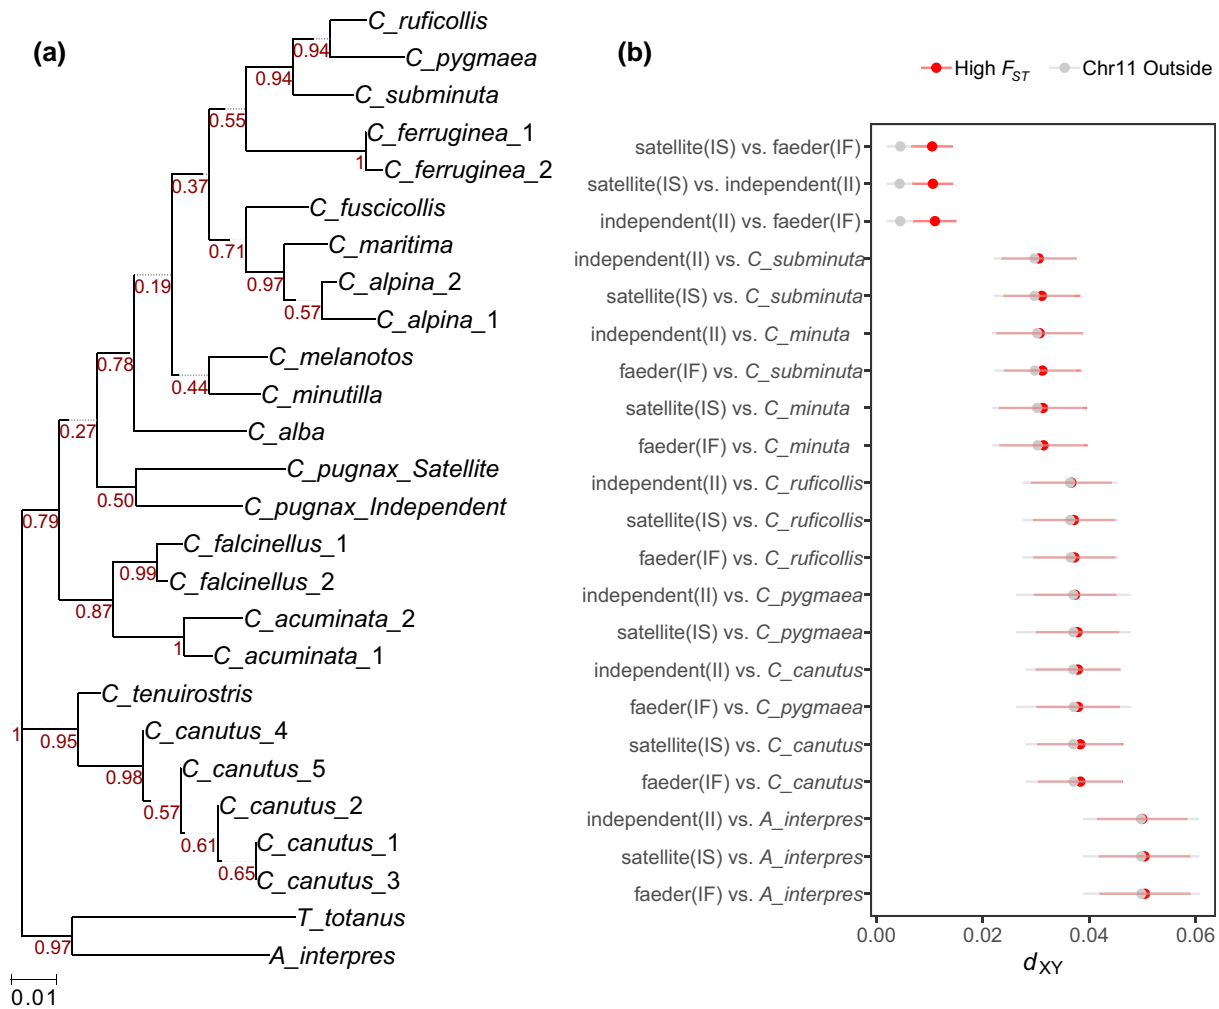 (a)
C_ruficollis
0.94
C_pygmaea
0.94
C_subminuta
0.55
C_ferruginea_1
1
C_ferruginea_2
0.37
C_fuscicollis
0.71
C_maritima
0.97
C_alpina_2
0.19
0.57
C_alpina_1
0.78
C_melanotos
0.44
C_minutilla
0.27
C_alba
C_pugnax_Satellite
0.50
C_pugnax_Independent
0.79
C_falcinellus_1
0.99
C_falcinellus_2
0.87
C_acuminata_2
1
C_acuminata_1
C_tenuirostris
1
0.95
C_canutus_4
0.98
C_canutus_5
0.57
C_canutus_2
0.61
C_canutus_1
0.65
C_canutus_3
T_totanus
0.97
A_interpres
0.01
(b)
High FST
Chr11 Outside
satellite(IS) vs. faeder(IF)
satellite(IS) vs. independent(II)
independent(II) vs. faeder(IF)
independent(II) vs. C_subminuta
satellite(IS) vs. C_subminuta
independent(II) vs. C_minuta
faeder(IF) vs. C_subminuta
satellite(IS) vs. C_minuta
faeder(IF) vs. C_minuta
independent(II) vs. C_ruficollis
satellite(IS) vs. C_ruficollis
faeder(IF) vs. C_ruficollis
independent(II) vs. C_pygmaea
satellite(IS) vs. C_pygmaea
independent(II) vs. C_canutus
faeder(IF) vs. C_pygmaea
satellite(IS) vs. C_canutus
faeder(IF) vs. C_canutus
independent(II) vs. A_interpres
satellite(IS) vs. A_interpres
faeder(IF) vs. A_interpres
0.00 0.02 0.04 0.06
dXY